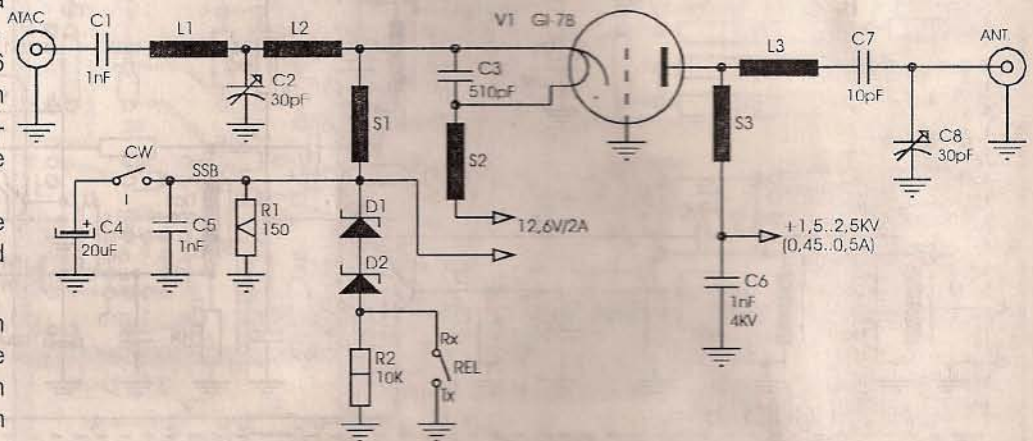 ATAC
C1
1nF
L1
L2
C2
30pF
V1 GI-7B
C3
510pF
L3
C7
10pF
ANT.
S1
S2
S3
C8
30pF
CW
SSB
C4
20uF
+
C5
1nF
R1
150
D1
D2
12,6V/2A
+1,5..2,5KV
(0,45..0,5A)
C6
1nF
4KV
R2
10K
Rx
REL
Tx